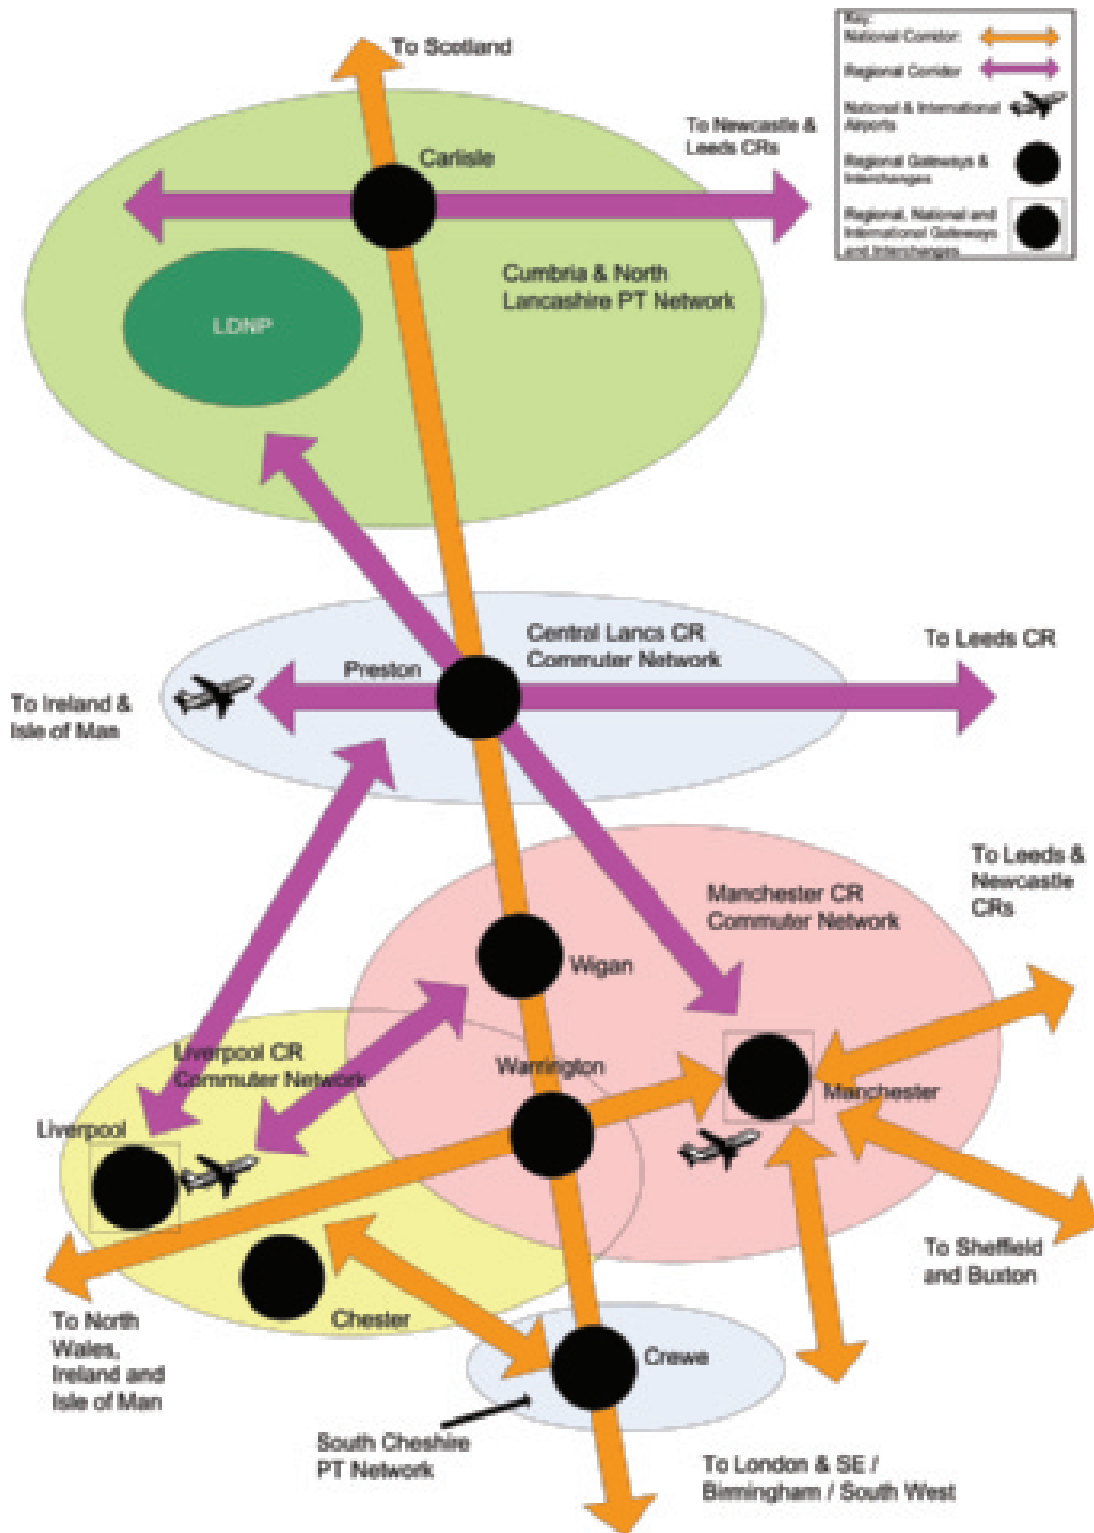 To Scotland
Key:
National Corridor:
Regional Corridor
National & International
Airports
Regional Gateways &
Interchanges
Regional, National and
International Gateways
and Interchanges
To Newcastle &
Leeds CRs
Carlisle
Cumbria & North
Lancashire PT Network
LDNP
Central Lancs CR
Commuter Network
To Leeds CR
Preston
To Ireland &
Isle of Man
To Leeds &
Newcastle
CRs
Manchester CR
Commuter Network
Wigan
Liverpool CR
Commuter Network
Warrington
Manchester
Liverpool
To Sheffield
and Buxton
To North
Wales,
Ireland and
Isle of Man
Chester
Crewe
South Cheshire
PT Network
To London & SE /
Birmingham / South West